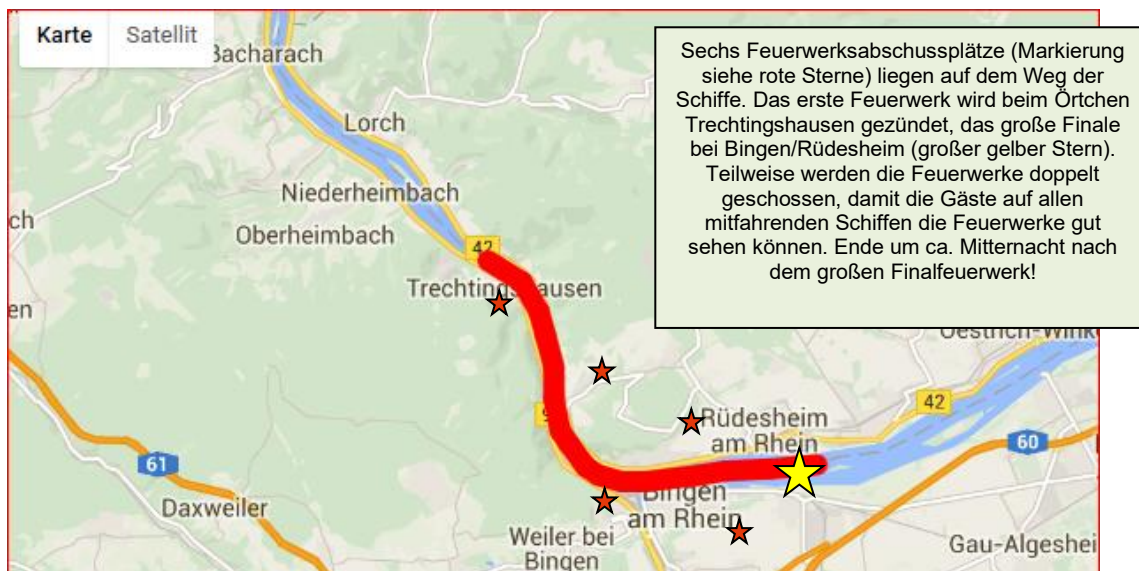 Karte Satellit
Bacharach
Sechs Feuerwerksabschussplätze (Markierung
siehe rote Sterne) liegen auf dem Weg der
Schiffe. Das erste Feuerwerk wird beim Örtchen
Trechtingshausen gezündet, das große Finale
bei Bingen/Rüdesheim (großer gelber Stern).
Teilweise werden die Feuerwerke doppelt
geschossen, damit die Gäste auf allen
mitfahrenden Schiffen die Feuerwerke gut
sehen können. Ende um ca. Mitternacht nach
dem großen Finalfeuerwerk!
Lorch
Niederheimbach
ch
Oberheimbach
42
Trechtingshausen
en
Oestrich-Wink
9
42
Rüdesheim
am Rhein
60
61
Daxweiler
Bingen
am Rhein
Weiler bei
Bingen
Gau-Algeshei